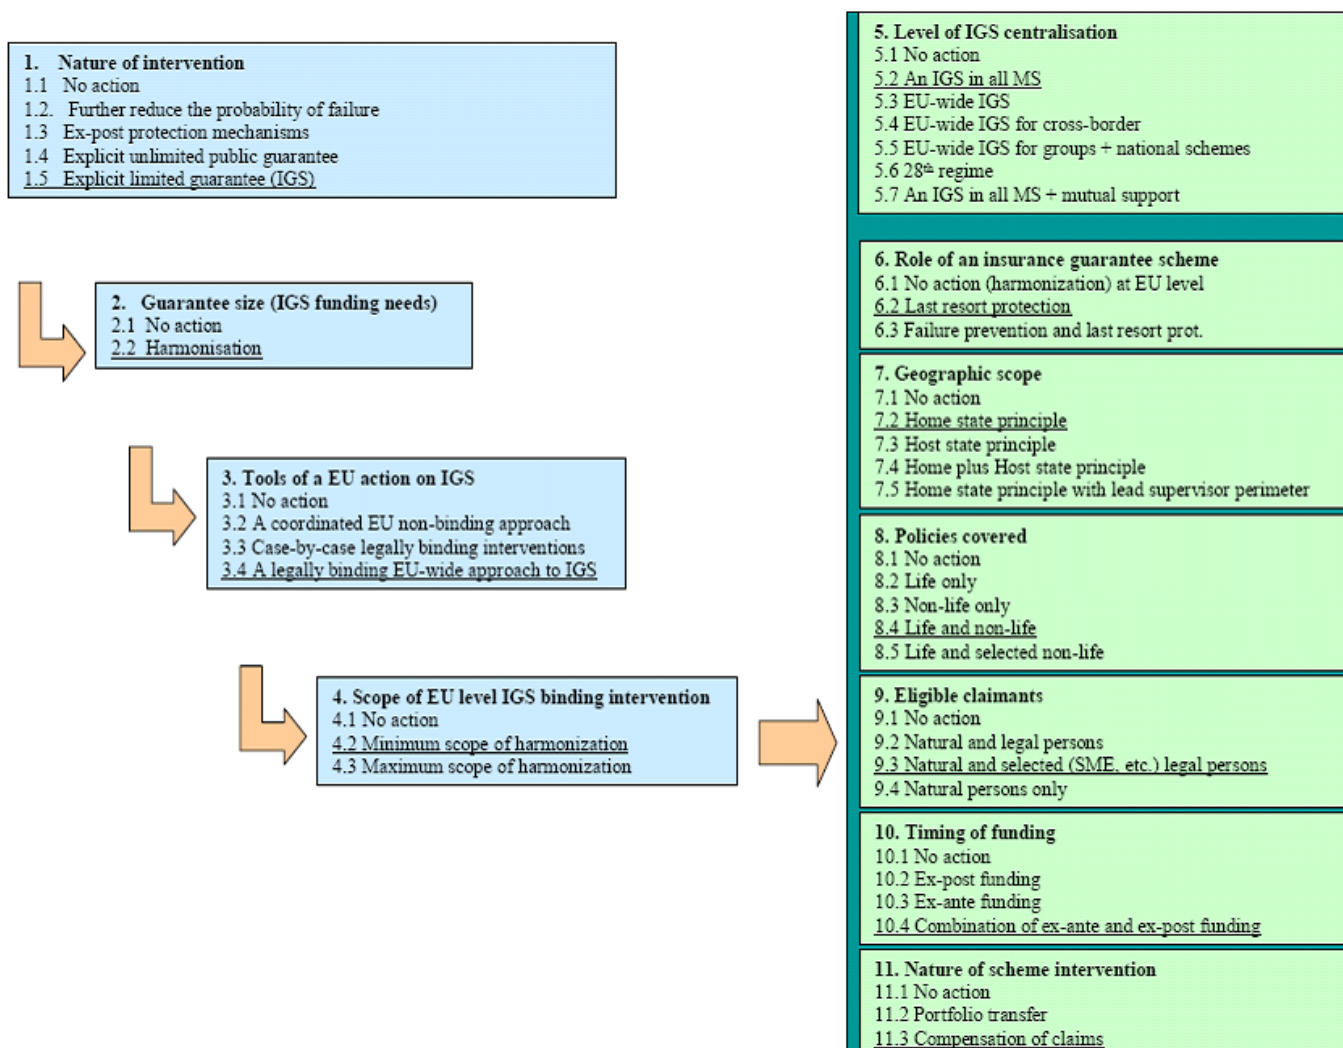 1. Nature of intervention
1.1 No action
1.2. Further reduce the probability of failure
1.3 Ex-post protection mechanisms
1.4 Explicit unlimited public guarantee
1.5 Explicit limited guarantee (IGS)
2. Guarantee size (IGS funding needs)
2.1 No action
2.2 Harmonisation
3. Tools of a EU action on IGS
3.1 No action
3.2 A coordinated EU non-binding approach
3.3 Case-by-case legally binding interventions
3.4 A legally binding EU-wide approach to IGS
4. Scope of EU level IGS binding intervention
4.1 No action
4.2 Minimum scope of harmonization
4.3 Maximum scope of harmonization
5. Level of IGS centralisation
5.1 No action
5.2 An IGS in all MS
5.3 EU-wide IGS
5.4 EU-wide IGS for cross-border
5.5 EU-wide IGS for groups + national schemes
5.6 28th regime
5.7 An IGS in all MS + mutual support
6. Role of an insurance guarantee scheme
6.1 No action (harmonization) at EU level
6.2 Last resort protection
6.3 Failure prevention and last resort prot.
7. Geographic scope
7.1 No action
7.2 Home state principle
7.3 Host state principle
7.4 Home plus Host state principle
7.5 Home state principle with lead supervisor perimeter
8. Policies covered
8.1 No action
8.2 Life only
8.3 Non-life only
8.4 Life and non-life
8.5 Life and selected non-life
9. Eligible claimants
9.1 No action
9.2 Natural and legal persons
9.3 Natural and selected (SME, etc.) legal persons
9.4 Natural persons only
10. Timing of funding
10.1 No action
10.2 Ex-post funding
10.3 Ex-ante funding
10.4 Combination of ex-ante and ex-post funding
11. Nature of scheme intervention
11.1 No action
11.2 Portfolio transfer
11.3 Compensation of claims